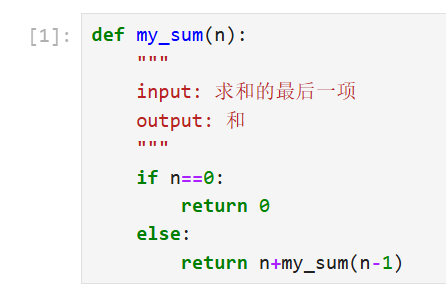 [1]: def my_sum(n):
    """
    input: 求和的最后一项
    output: 和
    """
    if n==0:
        return 0
    else:
        return n+my_sum(n-1)